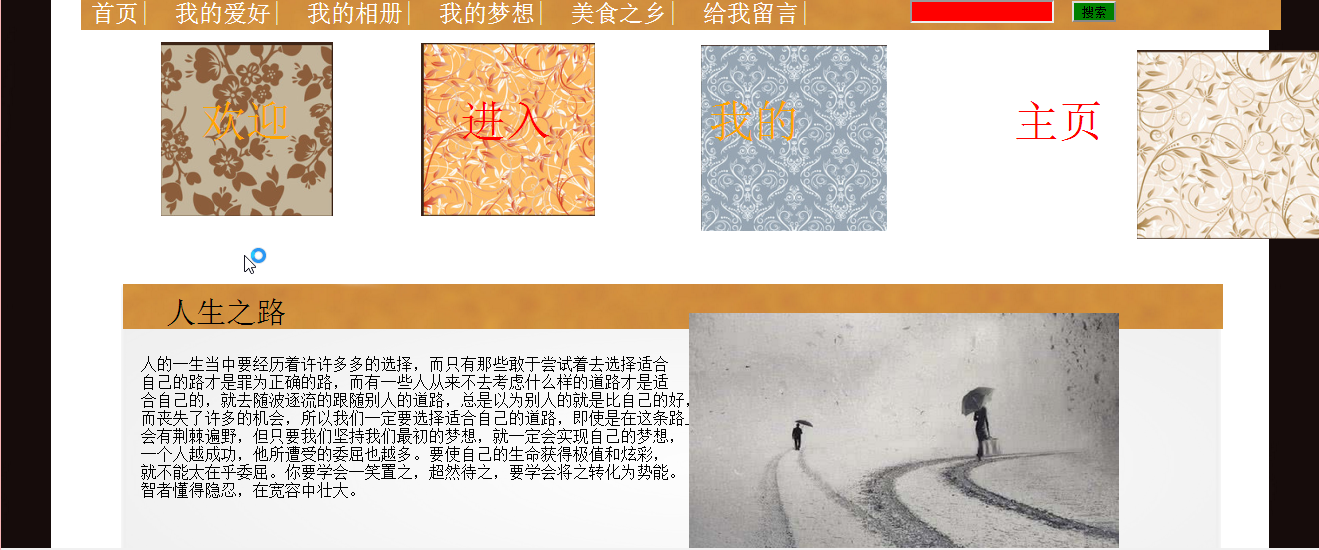 首页| 我的爱好| 我的相册| 我的梦想| 美食之乡| 给我留言| 搜索
欢迎 进入 我的 主页
人生之路
人的一生当中要经历着许许多多的选择，而只有那些敢于尝试着去选择适合
自己的路才是罪为正确的路，而有一些人从来不去考虑什么样的道路才是适
合自己的，就去随波逐流的跟随别人的道路，总是以为别人的就是比自己的好，
而丧失了许多的机会，所以我们一定要选择适合自己的道路，即使是在这条路上
会有荆棘遍野，但只要我们坚持我们最初的梦想，就一定会实现自己的梦想，
一个人越成功，他所遭受的委屈也越多。要使自己的生命获得极值和炫彩，
就不能太在乎委屈。你要学会一笑置之，超然待之，要学会将之转化为势能。
智者懂得隐忍，在宽容中壮大。